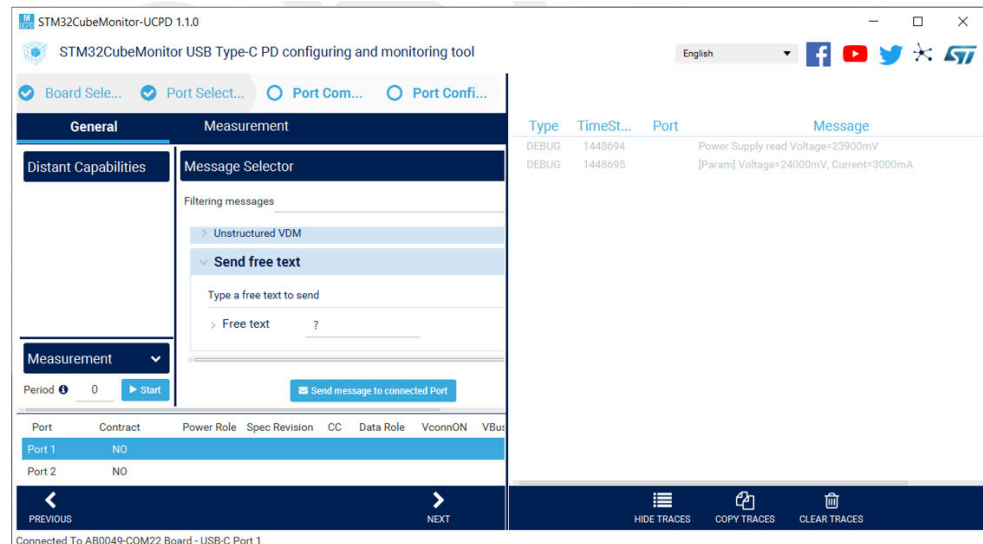 STM32CubeMonitor-UCPD 1.1.0
STM32CubeMonitor USB Type-C PD configuring and monitoring tool
English
Board Sele...
Port Select...
Port Com...
Port Confi...
General
Measurement
Distant Capabilities
Message Selector
Filtering messages
Unstructured VDM
Send free text
Type a free text to send
Free text ?
Measurement
Period 0 Start
Send message to connected Port
Port Contract Power Role Spec Revision CC Data Role VconnON VBus
Port 1 NO
Port 2 NO
PREVIOUS
NEXT
Type TimeSt... Port Message
DEBUG 1448694 Power Supply read Voltage=23900mV
DEBUG 1448695 [Param] Voltage=24000mV, Current=3000mA
HIDE TRACES
COPY TRACES
CLEAR TRACES
Connected To AB0049-COM22 Board - USB-C Port 1